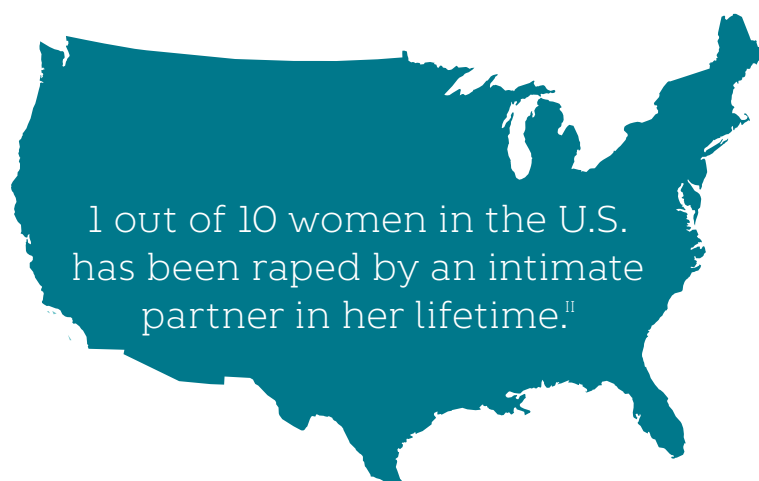 1 out of 10 women in the U.S.
has been raped by an intimate
partner in her lifetime.II